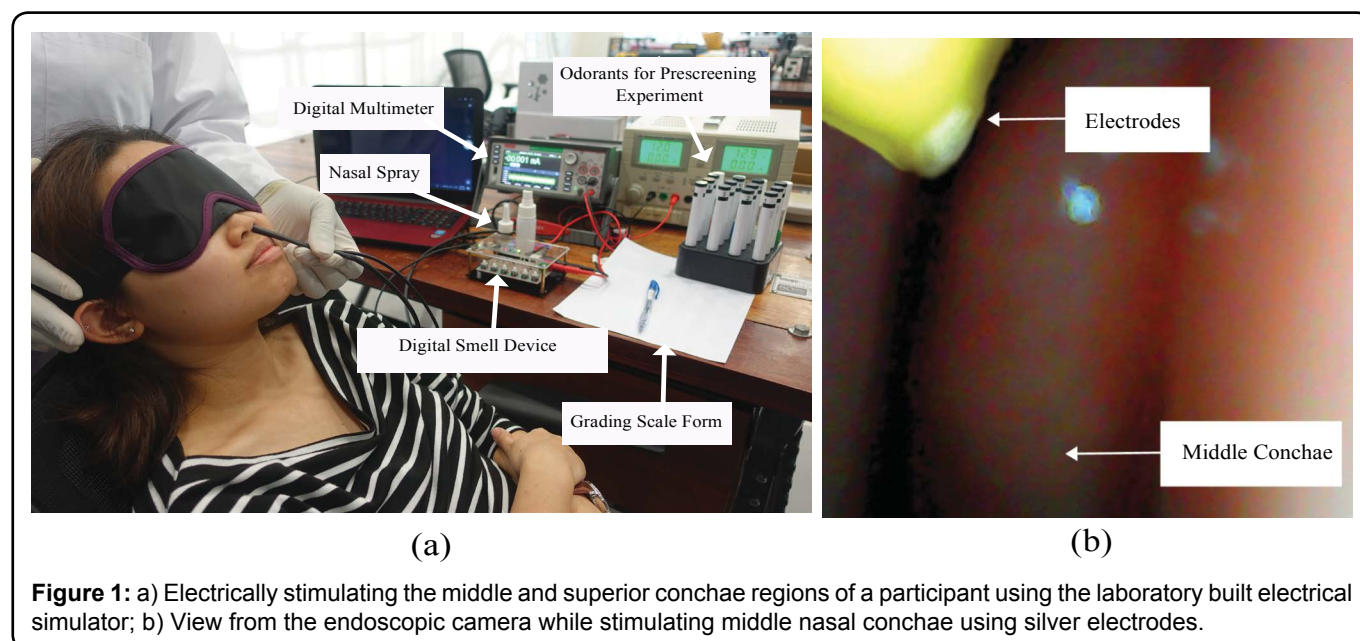 Odorants for Prescreening
Experiment
Digital Multimeter
Nasal Spray
Digital Smell Device
Grading Scale Form
Electrodes
Middle Conchae
(a)
(b)
Figure 1: a) Electrically stimulating the middle and superior conchae regions of a participant using the laboratory built electrical
simulator; b) View from the endoscopic camera while stimulating middle nasal conchae using silver electrodes.